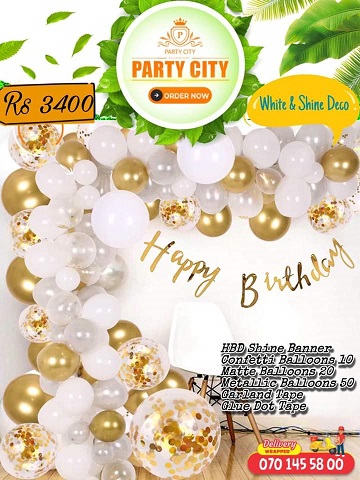 P
PARTY CITY
PARTY CITY
ORDER NOW
Rs 3400
White & Shine Deco
Happy
Birthday
HBD Shine Banner
Confetti Balloons 10
Matte Balloons 20
Metallic Balloons 50
Garland Tape
Glue Dot Tape
Delivery
WRAPPED
070 145 58 00